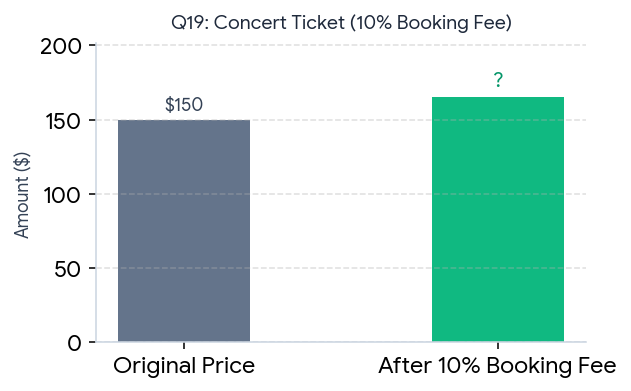 Q19: Concert Ticket (10% Booking Fee)
200
150
100
50
0
Amount ($)
$150
?
Original Price
After 10% Booking Fee